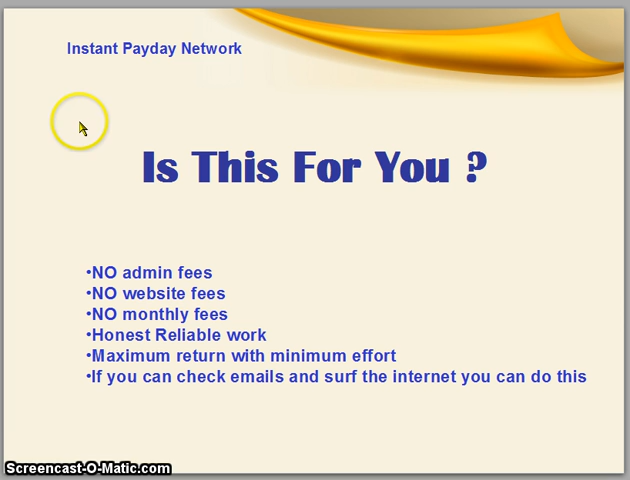 Instant Payday Network
Is This For You ?
•NO admin fees
•NO website fees
•NO monthly fees
•Honest Reliable work
•Maximum return with minimum effort
•If you can check emails and surf the internet you can do this
Screencast-O-Matic.com